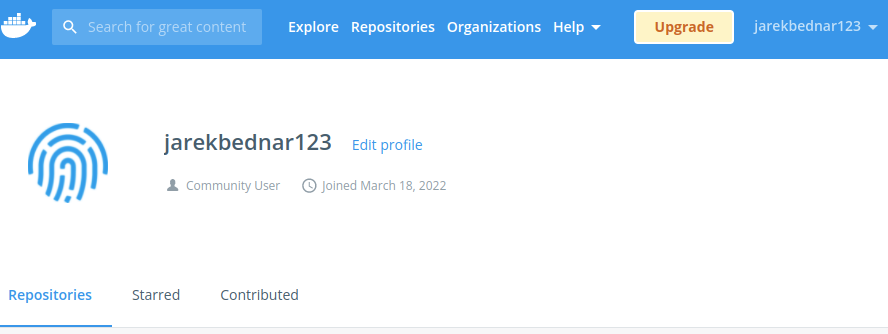 Search for great content Explore Repositories Organizations Help Upgrade jarekbednar123
jarekbednar123 Edit profile
Community User Joined March 18, 2022
Repositories Starred Contributed